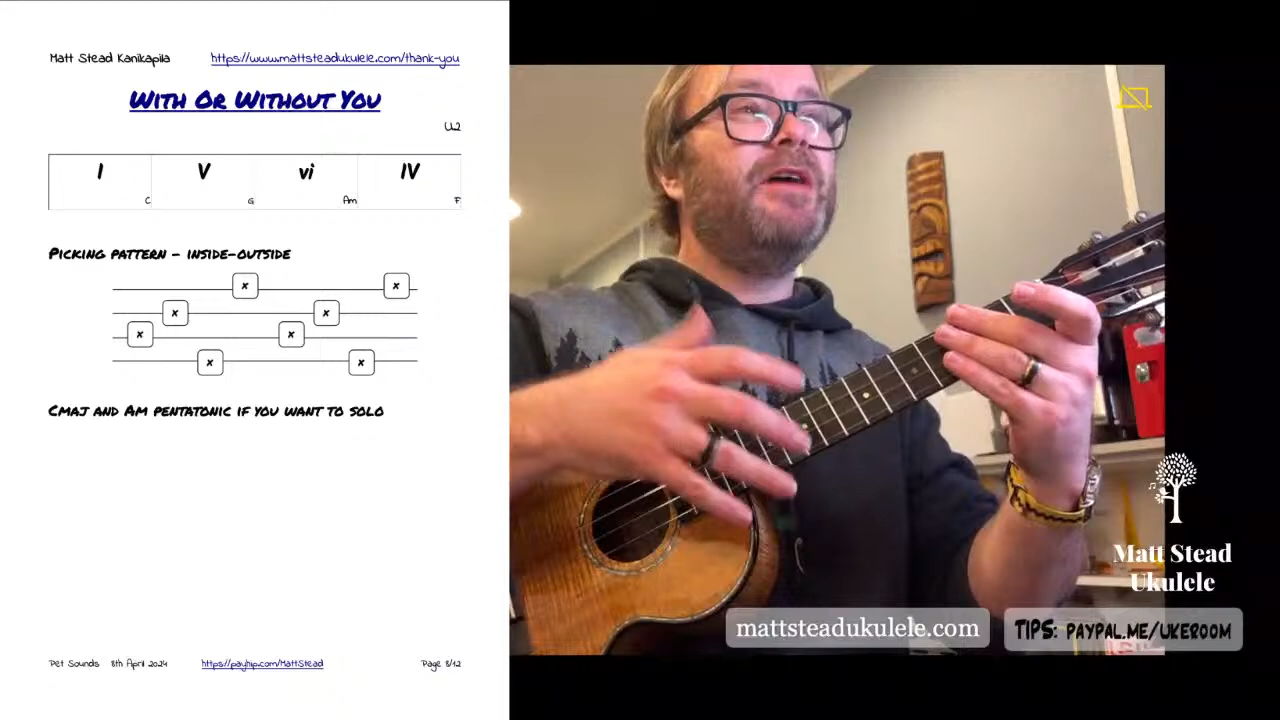 Matt Stead Kanikapila https://www.mattsteadukulele.com/thank-you
With Or Without You
U2
I V vi IV
C G Am F
Picking pattern - inside-outside
x x
x x
x x
x x
Cmaj and Am pentatonic if you want to solo
Pet Sounds 8th April 2024 https://payhip.com/MattStead Page 8/12
Matt Stead
Ukulele
mattsteadukulele.com
TIPS: PAYPAL.ME/UKEROOM